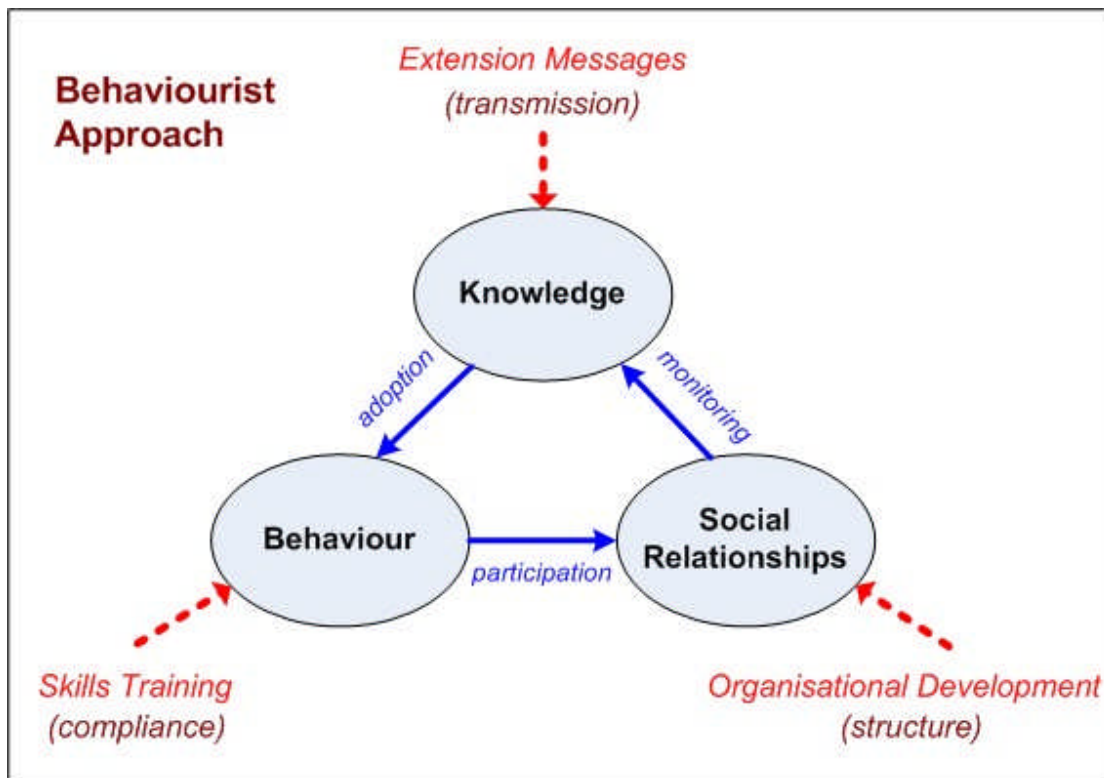 Behaviourist
Approach
Extension Messages
(transmission)
Knowledge
adoption
monitoring
Behaviour
participation
Social
Relationships
Skills Training
(compliance)
Organisational Development
(structure)